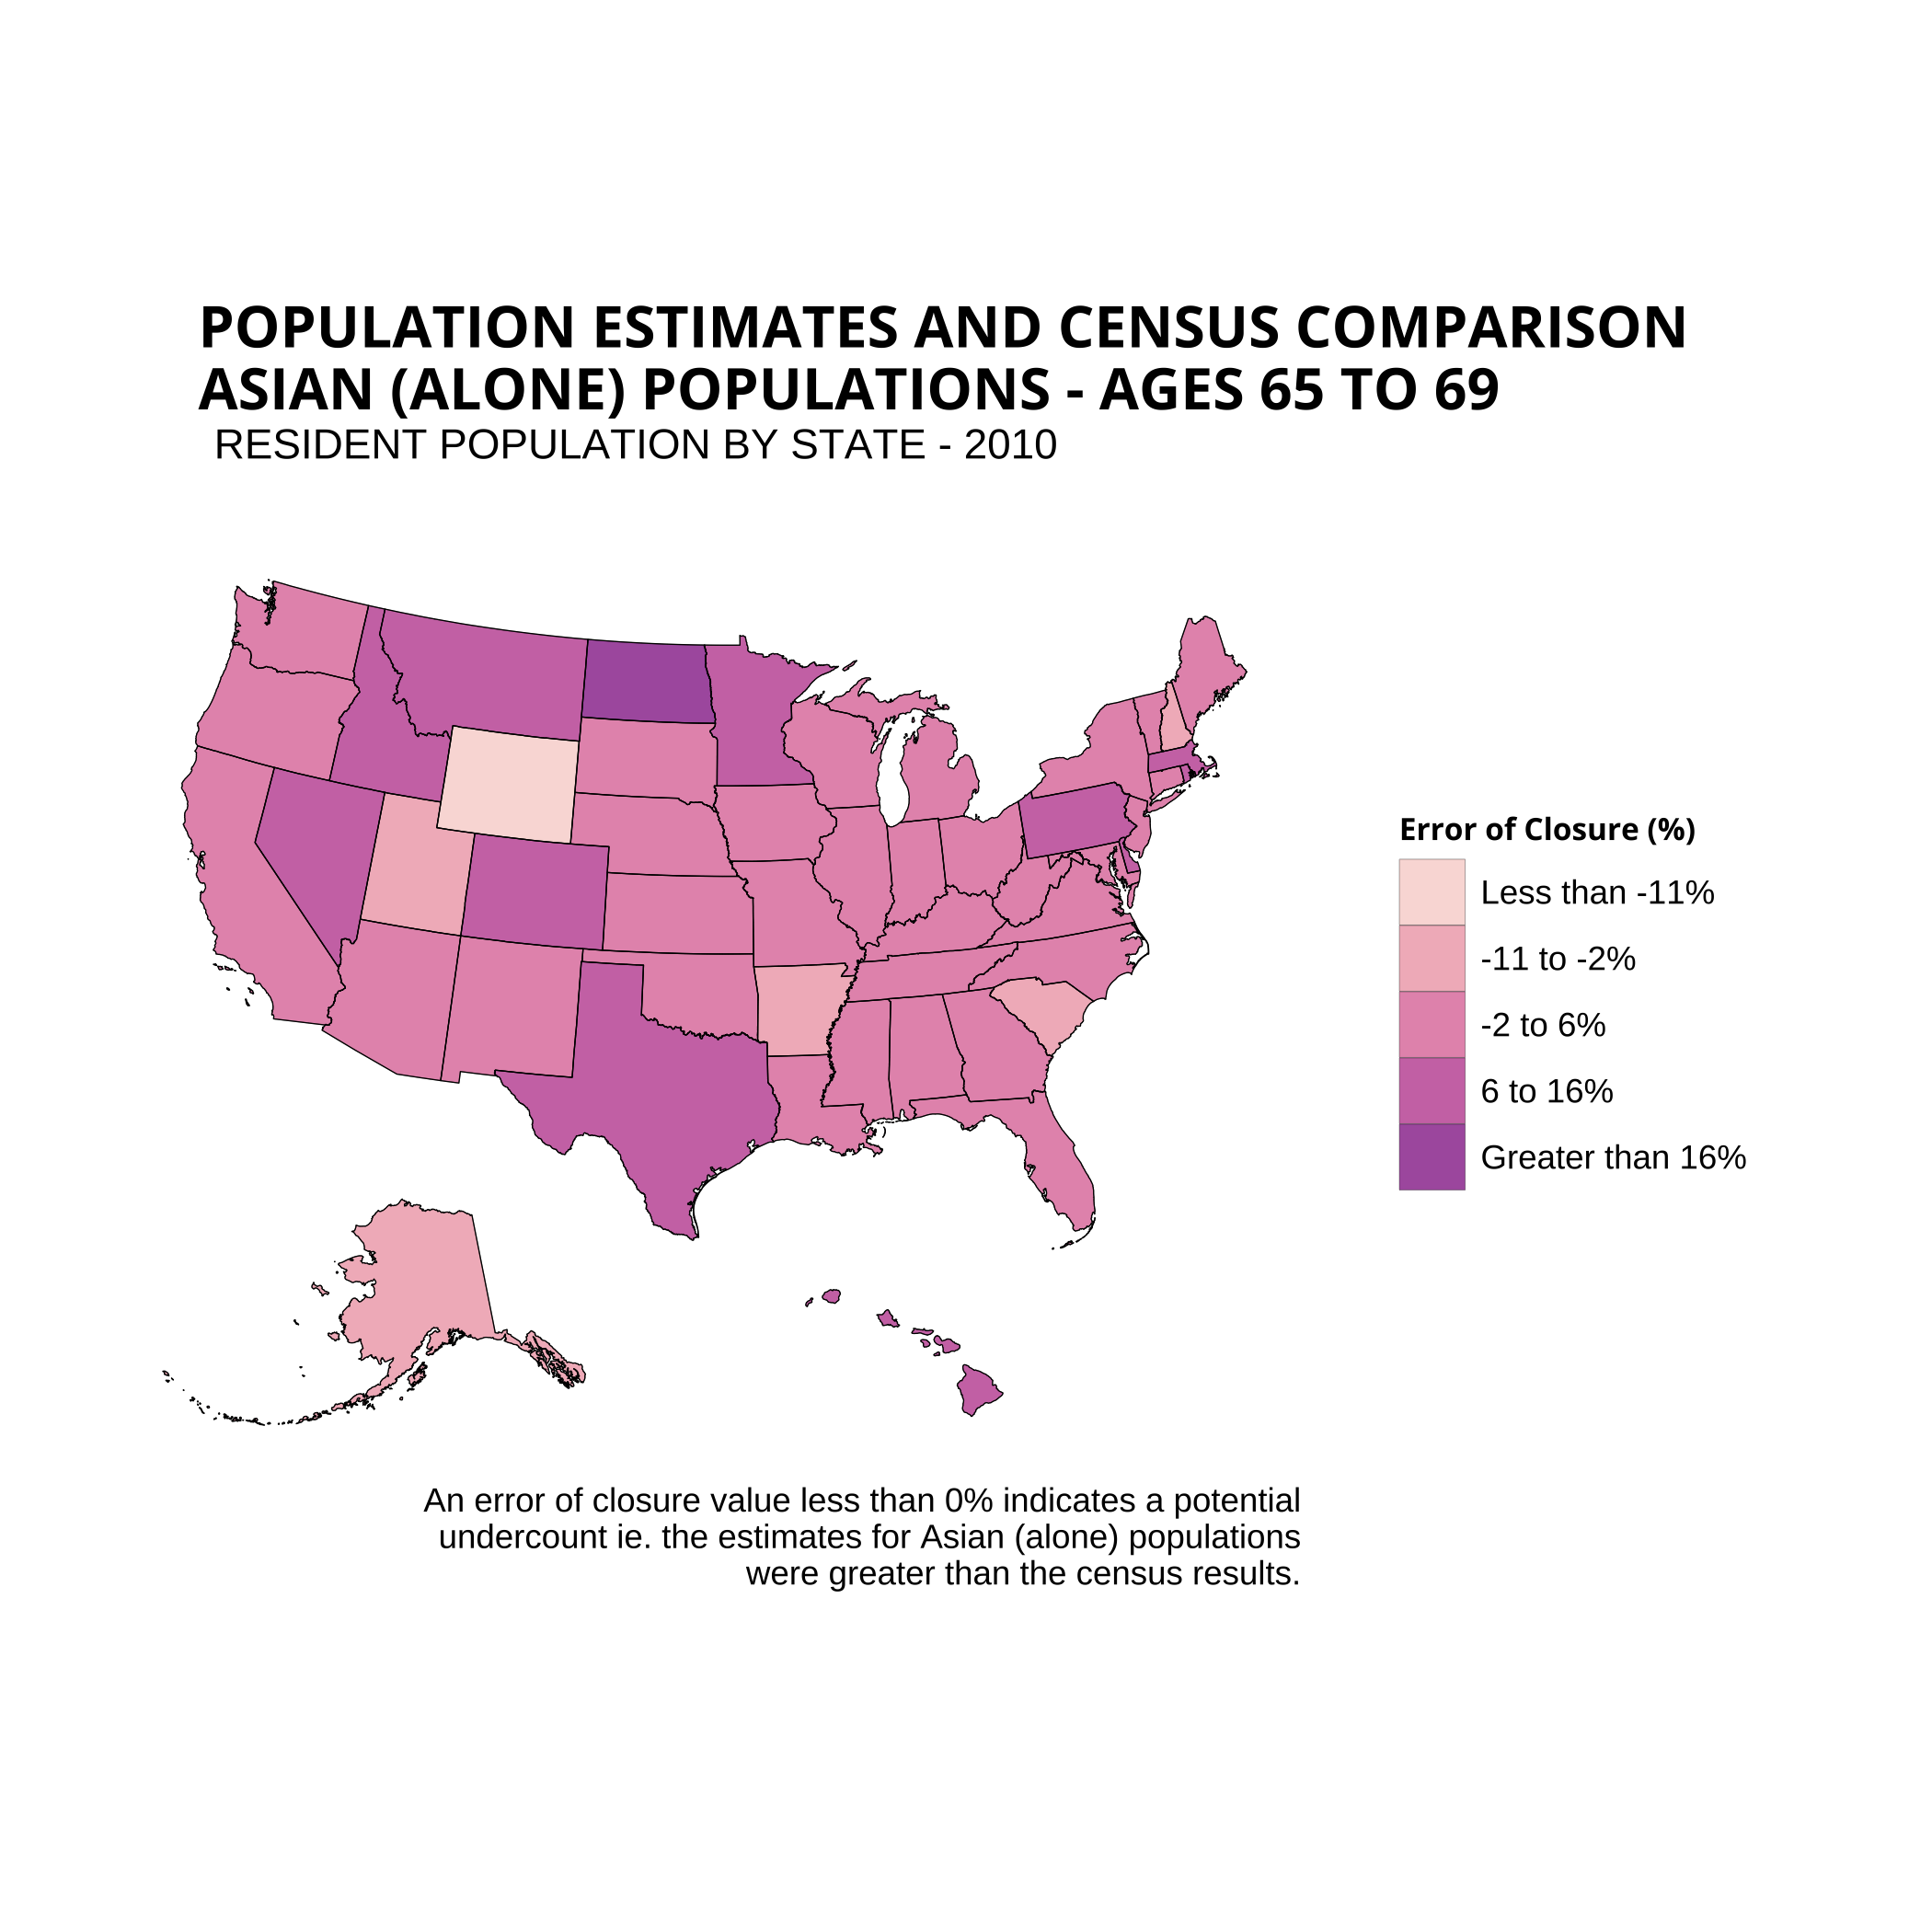 POPULATION ESTIMATES AND CENSUS COMPARISON
ASIAN (ALONE) POPULATIONS - AGES 65 TO 69
RESIDENT POPULATION BY STATE - 2010
Error of Closure (%)
Less than -11%
-11 to -2%
-2 to 6%
6 to 16%
Greater than 16%
An error of closure value less than 0% indicates a potential
undercount ie. the estimates for Asian (alone) populations
were greater than the census results.